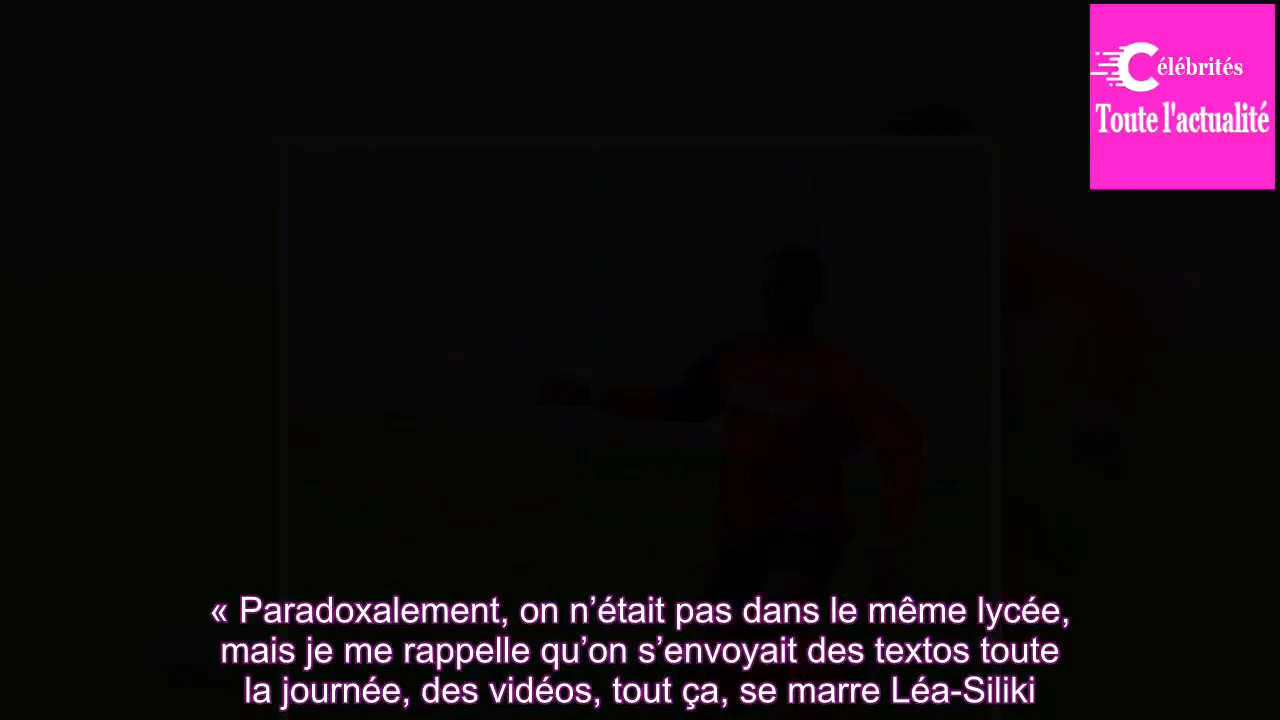 Célébrités
Toute l'actualité
« Paradoxalement, on n’était pas dans le même lycée,
mais je me rappelle qu’on s’envoyait des textos toute
la journée, des vidéos, tout ça, se marre Léa-Siliki